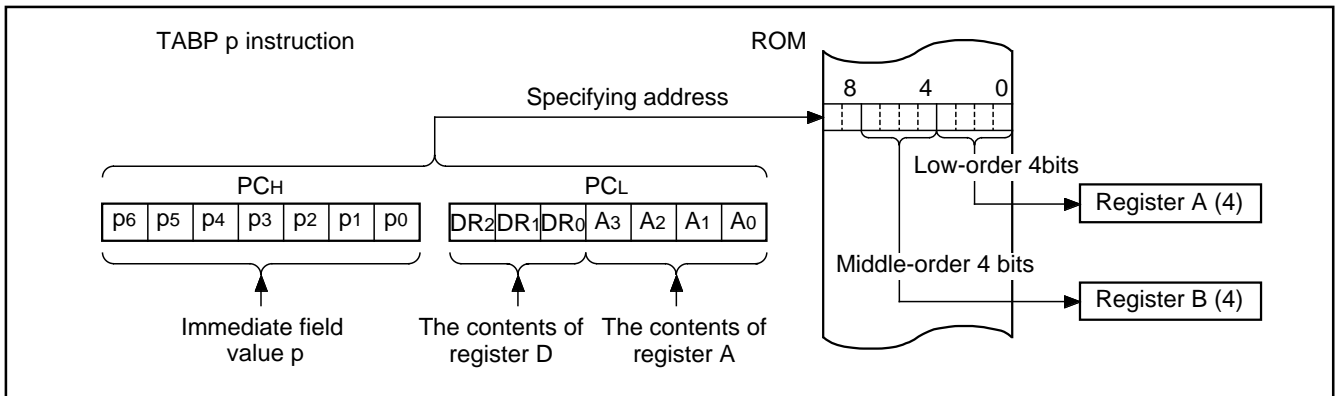 TABP p instruction
ROM
8 4 0
Specifying address
Low-order 4bits
PCH
PCL
p6 p5 p4 p3 p2 p1 p0
DR2 DR1 DR0 A3 A2 A1 A0
Register A (4)
Middle-order 4 bits
Register B (4)
Immediate field
value p
The contents of
register D
The contents of
register A